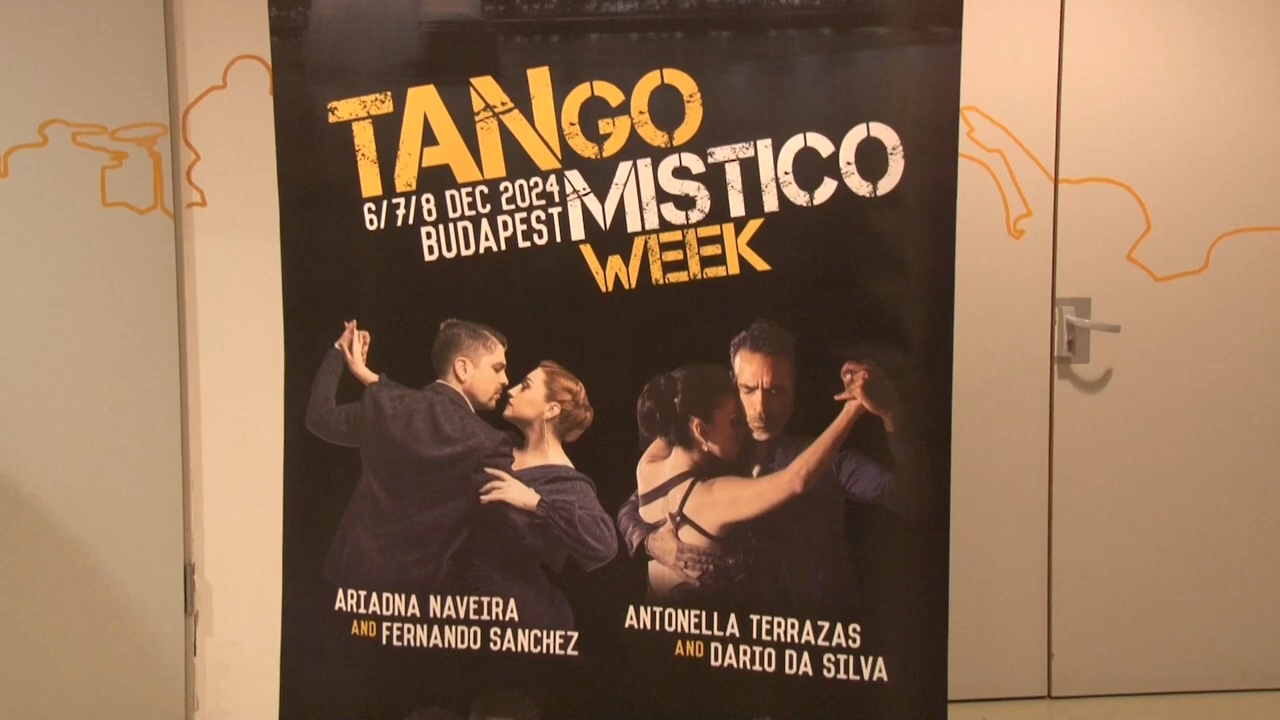 TANGO
MISTICO
6/7/8 DEC 2024
BUDAPEST
WEEK
ARIADNA NAVEIRA
AND FERNANDO SANCHEZ
ANTONELLA TERRAZAS
AND DARIO DA SILVA